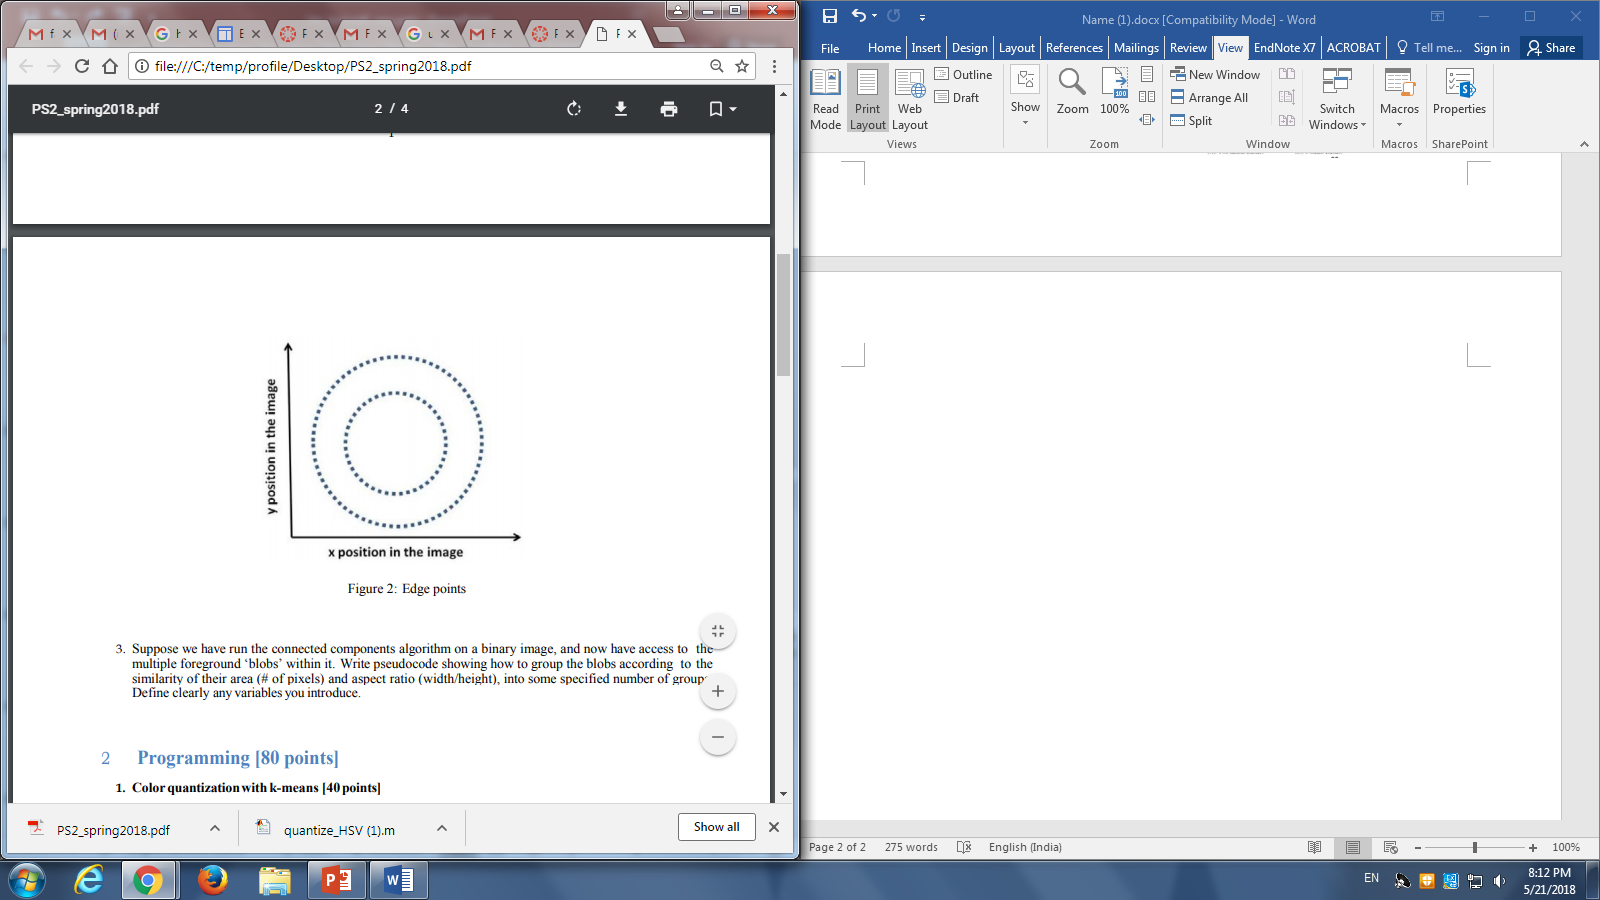 M f
M (
G h
E
F
M F
G u
M F
F
F
file:///C:/temp/profile/Desktop/PS2_spring2018.pdf
PS2_spring2018.pdf
2 / 4
y position in the image
x position in the image
Figure 2: Edge points
3. Suppose we have run the connected components algorithm on a binary image, and now have access to the
multiple foreground ‘blobs’ within it. Write pseudocode showing how to group the blobs according to the
similarity of their area (# of pixels) and aspect ratio (width/height), into some specified number of groups.
Define clearly any variables you introduce.
2 Programming [80 points]
1. Color quantization with k-means [40 points]
PS2_spring2018.pdf
quantize_HSV (1).m
Show all
Name (1).docx [Compatibility Mode] - Word
File Home Insert Design Layout References Mailings Review View EndNote X7 ACROBAT Tell me... Sign in Share
Read Mode
Print Layout
Web Layout
Outline
Draft
Views
Show
Zoom
100%
Zoom
New Window
Arrange All
Split
Switch Windows
Window
Macros
Macros
Properties
SharePoint
Page 2 of 2 275 words English (India) 100%
EN
8:12 PM
5/21/2018